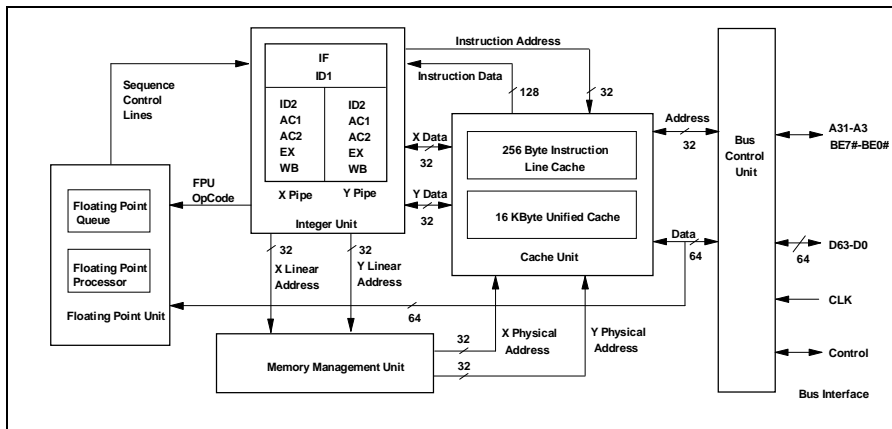 Instruction Address
IF
ID1
Instruction Data
128
32
Sequence
Control
Lines
ID2
AC1
AC2
EX
WB
ID2
AC1
AC2
EX
WB
X Pipe
Y Pipe
Integer Unit
X Data
32
Y Data
32
256 Byte Instruction
Line Cache
16 KByte Unified Cache
Cache Unit
Address
32
Data
64
Bus
Control
Unit
A31-A3
BE7#-BE0#
D63-D0
64
CLK
Control
Bus Interface
FPU
OpCode
Floating Point
Queue
Floating Point
Processor
Floating Point Unit
32
X Linear
Address
32
Y Linear
Address
64
Memory Management Unit
32
32
X Physical
Address
Y Physical
Address